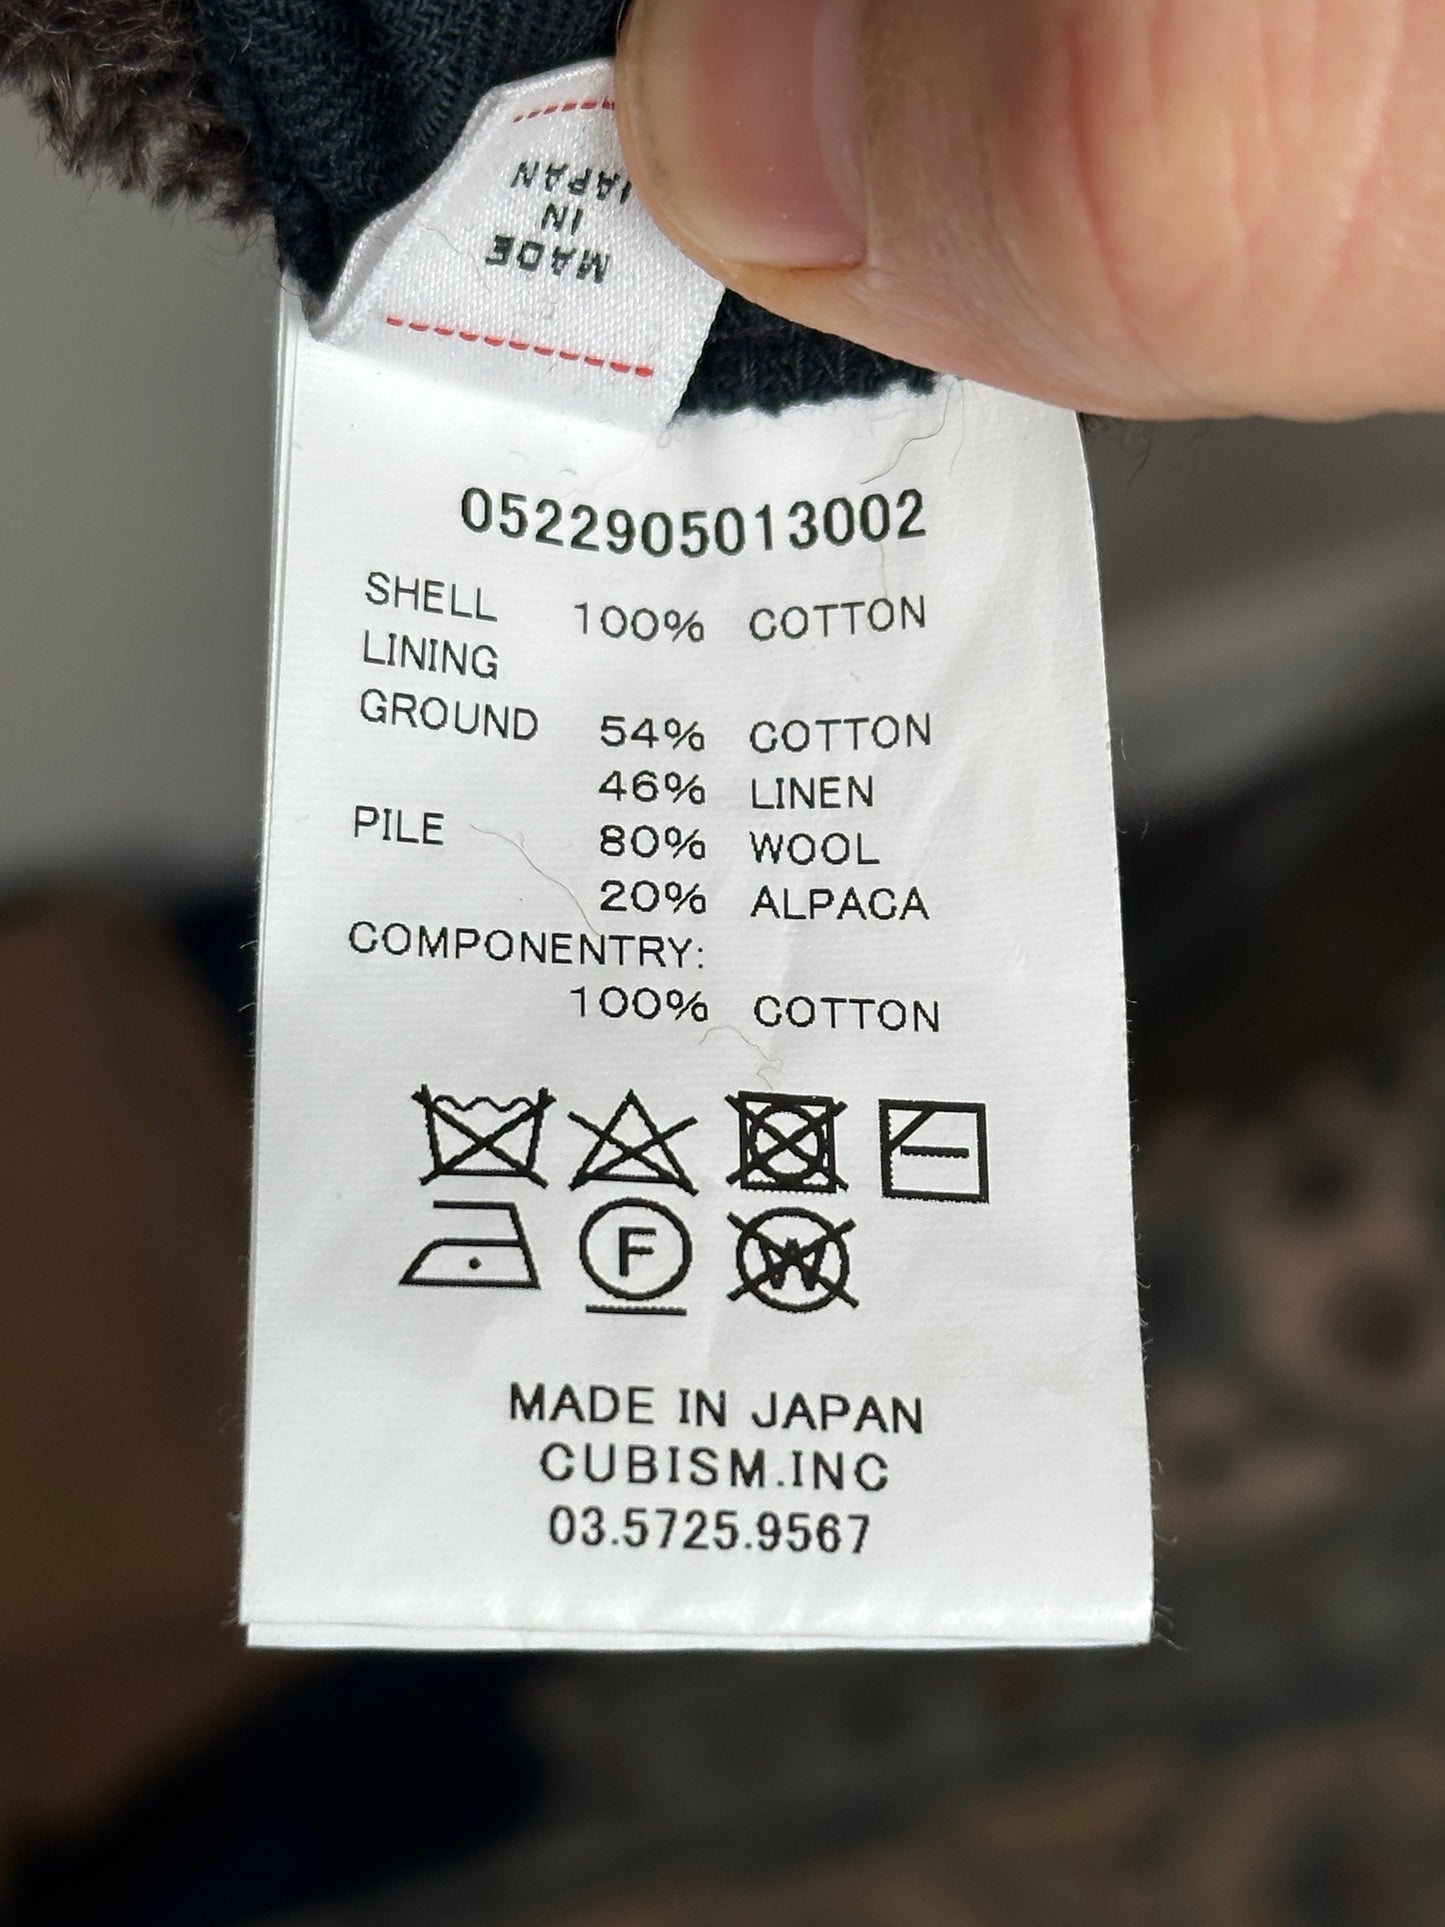 MADE
IN
JAPAN
0522905013002
SHELL 100% COTTON
LINING
GROUND 54% COTTON
46% LINEN
PILE 80% WOOL
20% ALPACA
COMPONENTRY:
100% COTTON
F
W
MADE IN JAPAN
CUBISM.INC
03.5725.9567